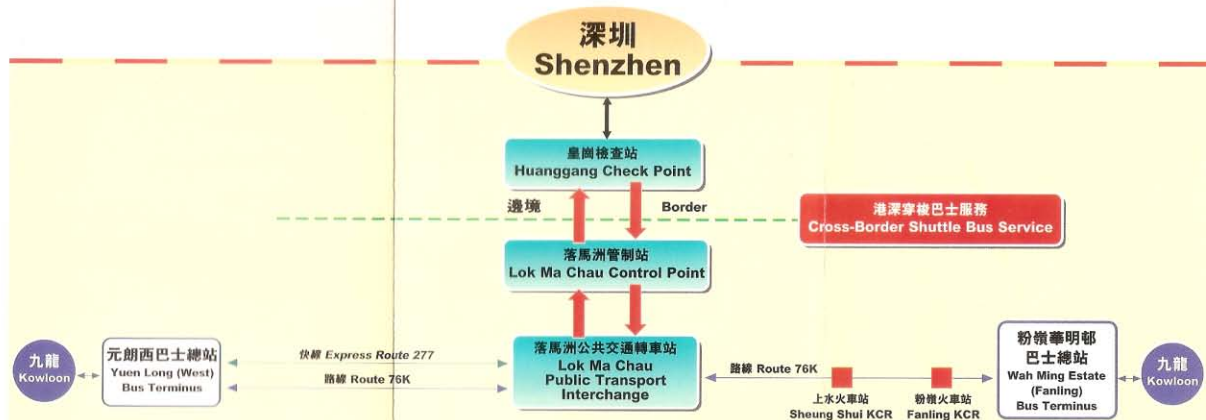 深圳
Shenzhen
皇崗檢查站
Huanggang Check Point
邊境
Border
港深穿梭巴士服務
Cross-Border Shuttle Bus Service
落馬洲管制站
Lok Ma Chau Control Point
九龍
Kowloon
元朗西巴士總站
Yuen Long (West)
Bus Terminus
快線 Express Route 277
路線 Route 76K
落馬洲公共交通轉車站
Lok Ma Chau
Public Transport
Interchange
路線 Route 76K
上水火車站
Sheung Shui KCR
粉嶺火車站
Fanling KCR
粉嶺華明邨
巴士總站
Wah Ming Estate
(Fanling)
Bus Terminus
九龍
Kowloon